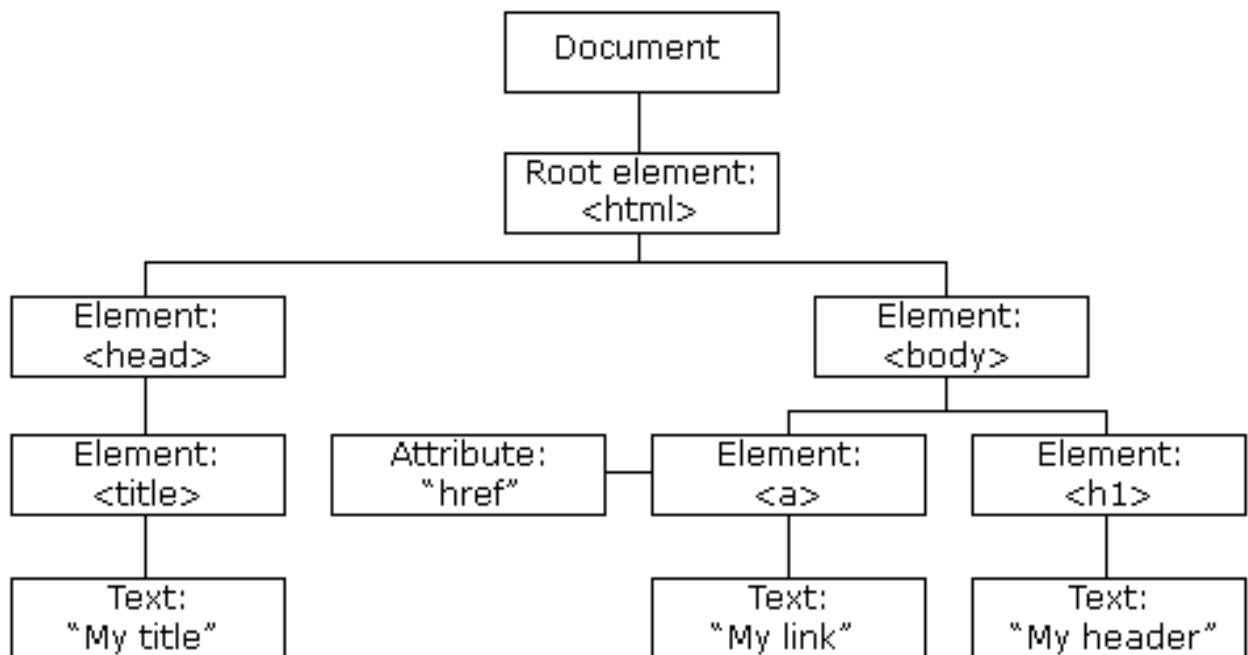 Document
Root element:
<html>
Element:
<head>
Element:
<body>
Element:
<title>
Attribute:
“href”
Element:
<a>
Element:
<h1>
Text:
“My title”
Text:
“My link”
Text:
“My header”